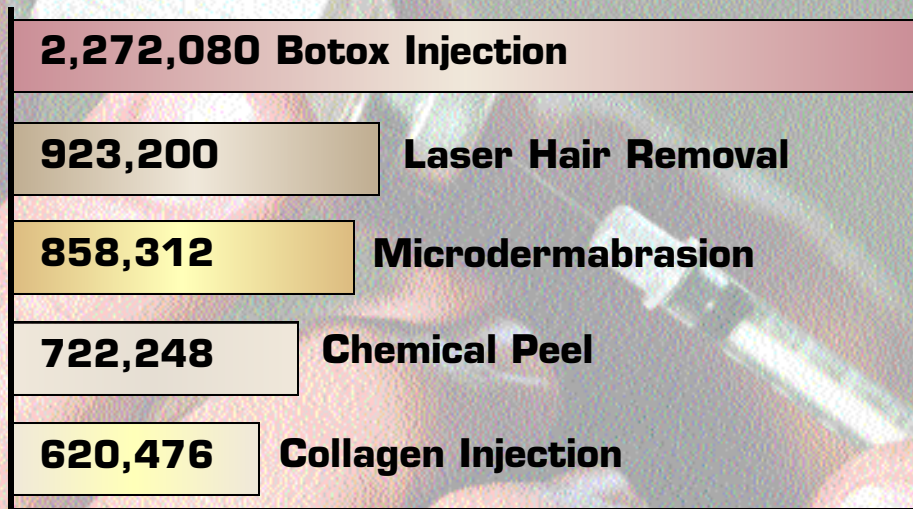 2,272,080 Botox Injection
923,200 Laser Hair Removal
858,312 Microdermabrasion
722,248 Chemical Peel
620,476 Collagen Injection